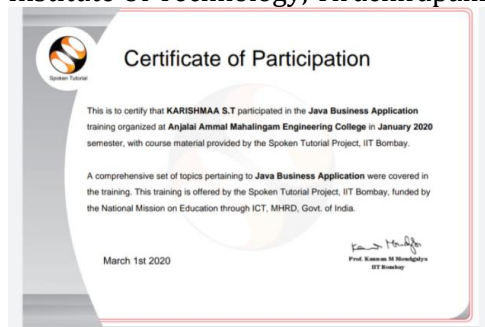 Institute Of Technology, Tiruchirapalli
Spoken Tutorial
Certificate of Participation
This is to certify that KARISHMAA S.T participated in the Java Business Application
training organized at Anjalai Ammal Mahalingam Engineering College in January 2020
semester, with course material provided by the Spoken Tutorial Project, IIT Bombay.
A comprehensive set of topics pertaining to Java Business Application were covered in
the training. This training is offered by the Spoken Tutorial Project, IIT Bombay, funded by
the National Mission on Education through ICT, MHRD, Govt. of India.
March 1st 2020
Prof. Kannan M Moudgalya
IIT Bombay